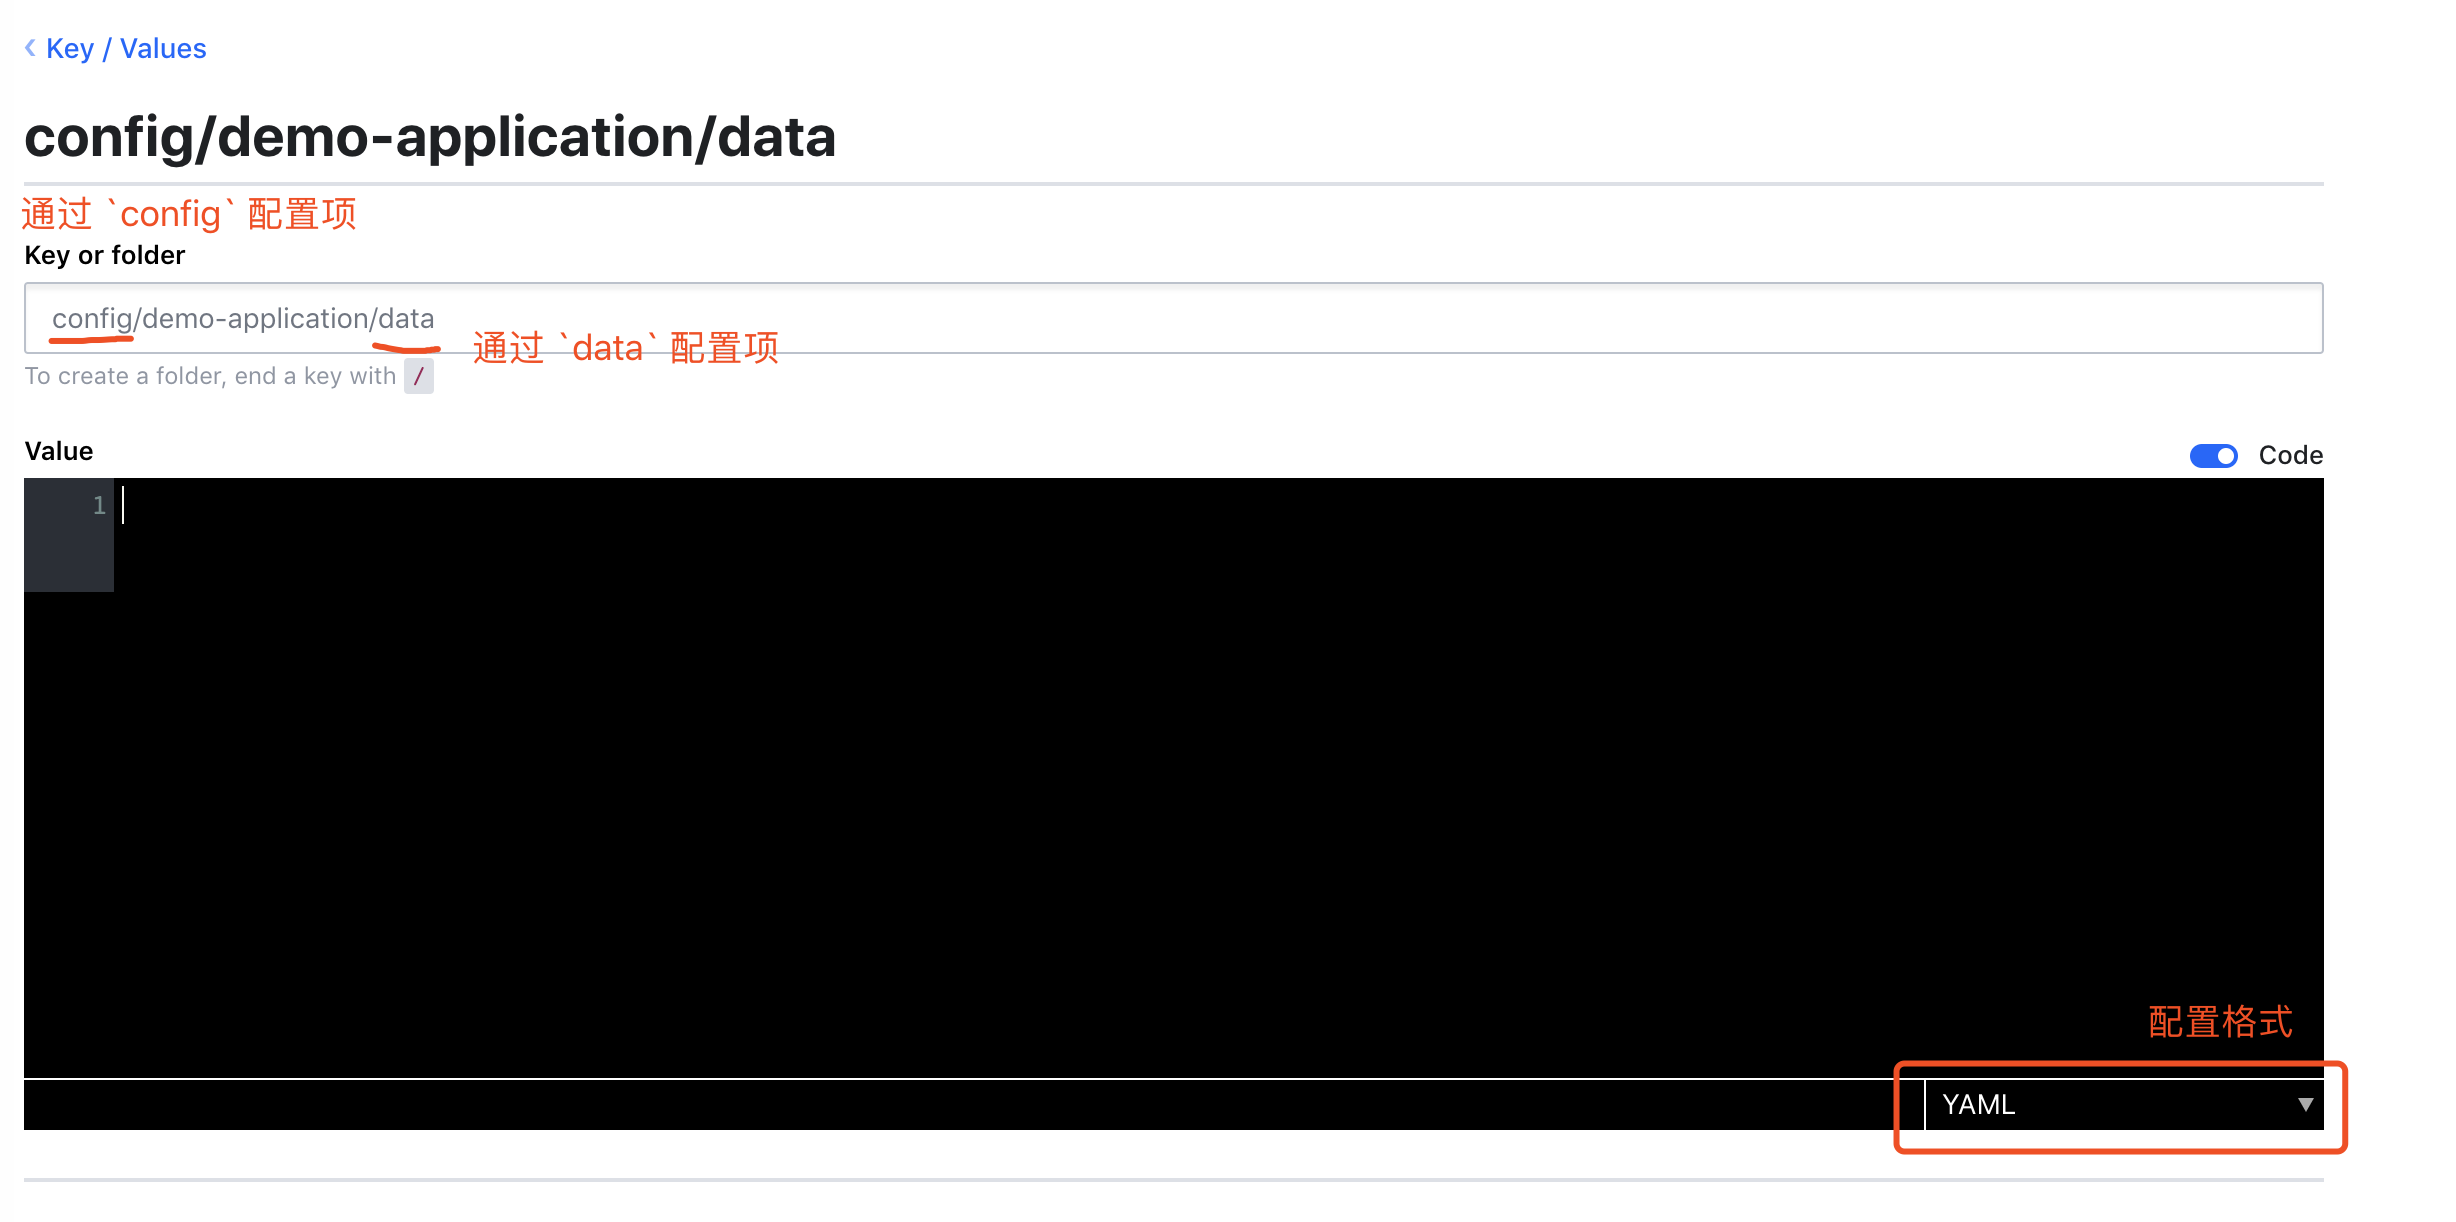 ‹ Key / Values
config/demo-application/data
通过 `config` 配置项
Key or folder
config/demo-application/data
通过 `data` 配置项
To create a folder, end a key with /
Value
Code
1
配置格式
YAML